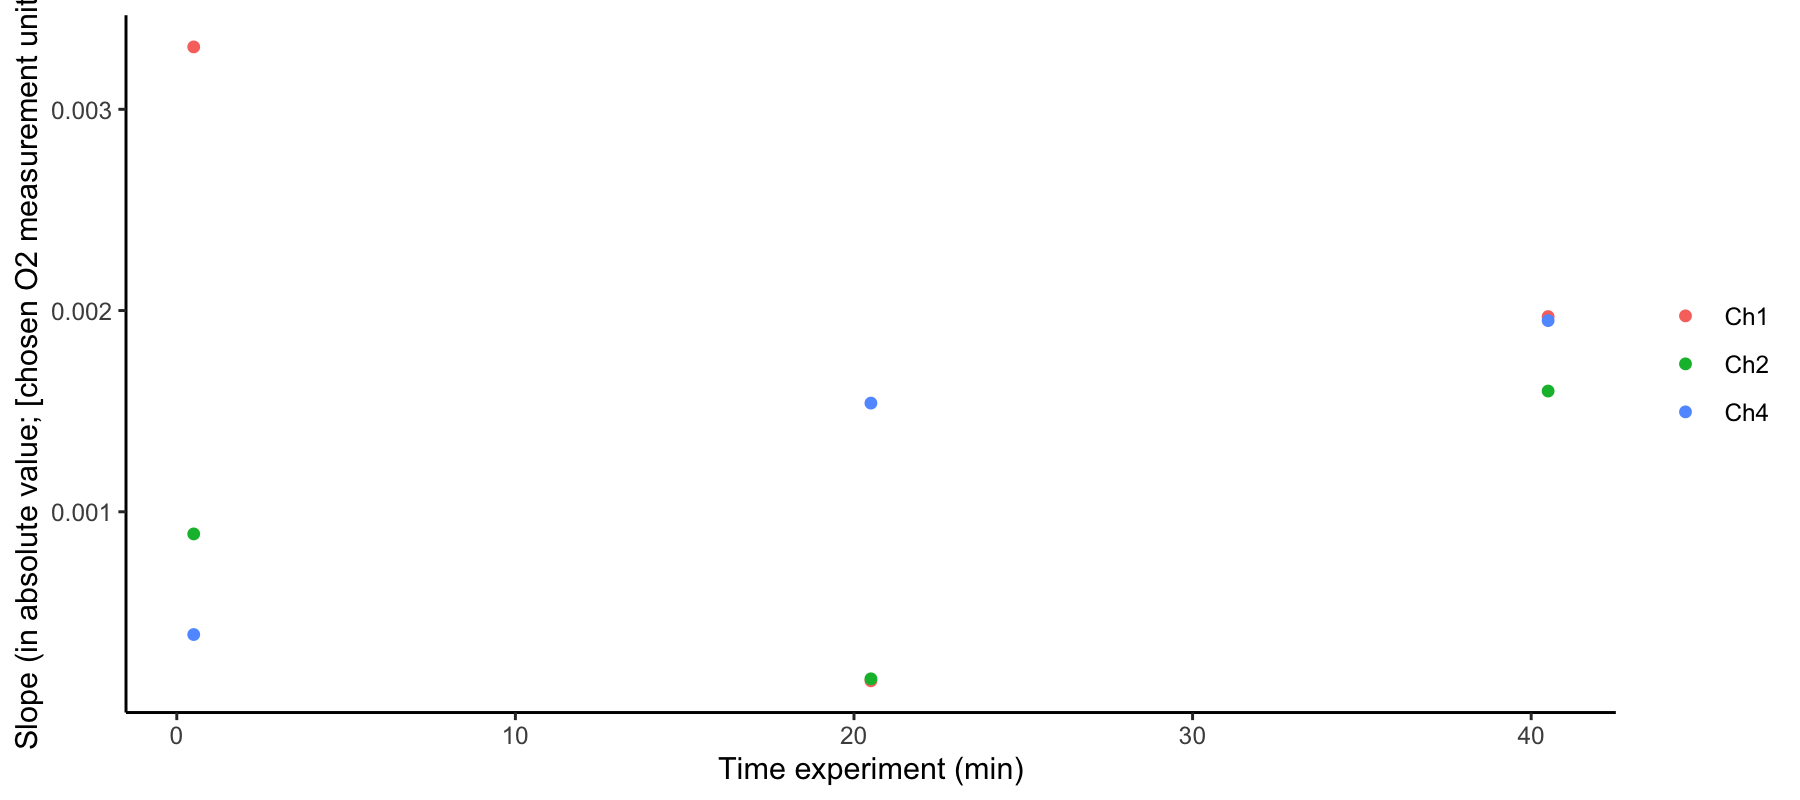 Slope (in absolute value; [chosen O2 measurement unit
0.003
0.002
0.001
0
10
20
30
40
Time experiment (min)
Ch1
Ch2
Ch4